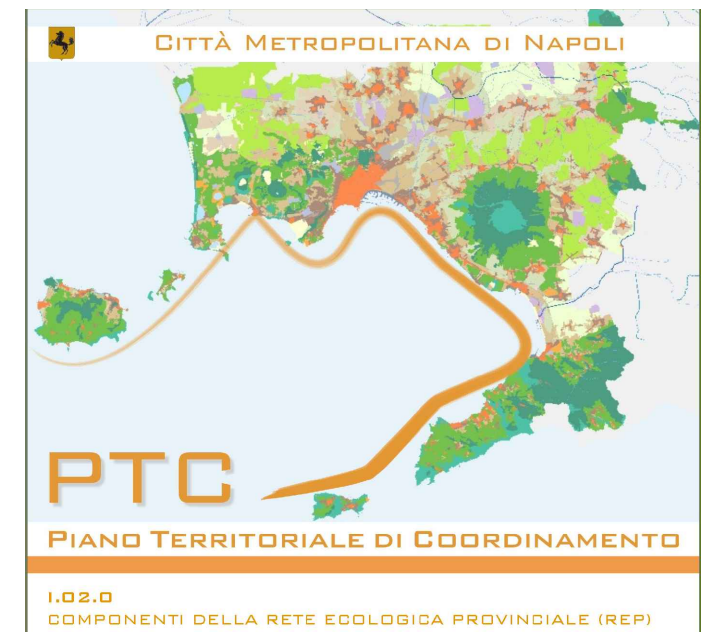 CITTÀ METROPOLITANA DI NAPOLI
PTC
PIANO TERRITORIALE DI COORDINAMENTO
I.02.0
COMPONENTI DELLA RETE ECOLOGICA PROVINCIALE (REP)